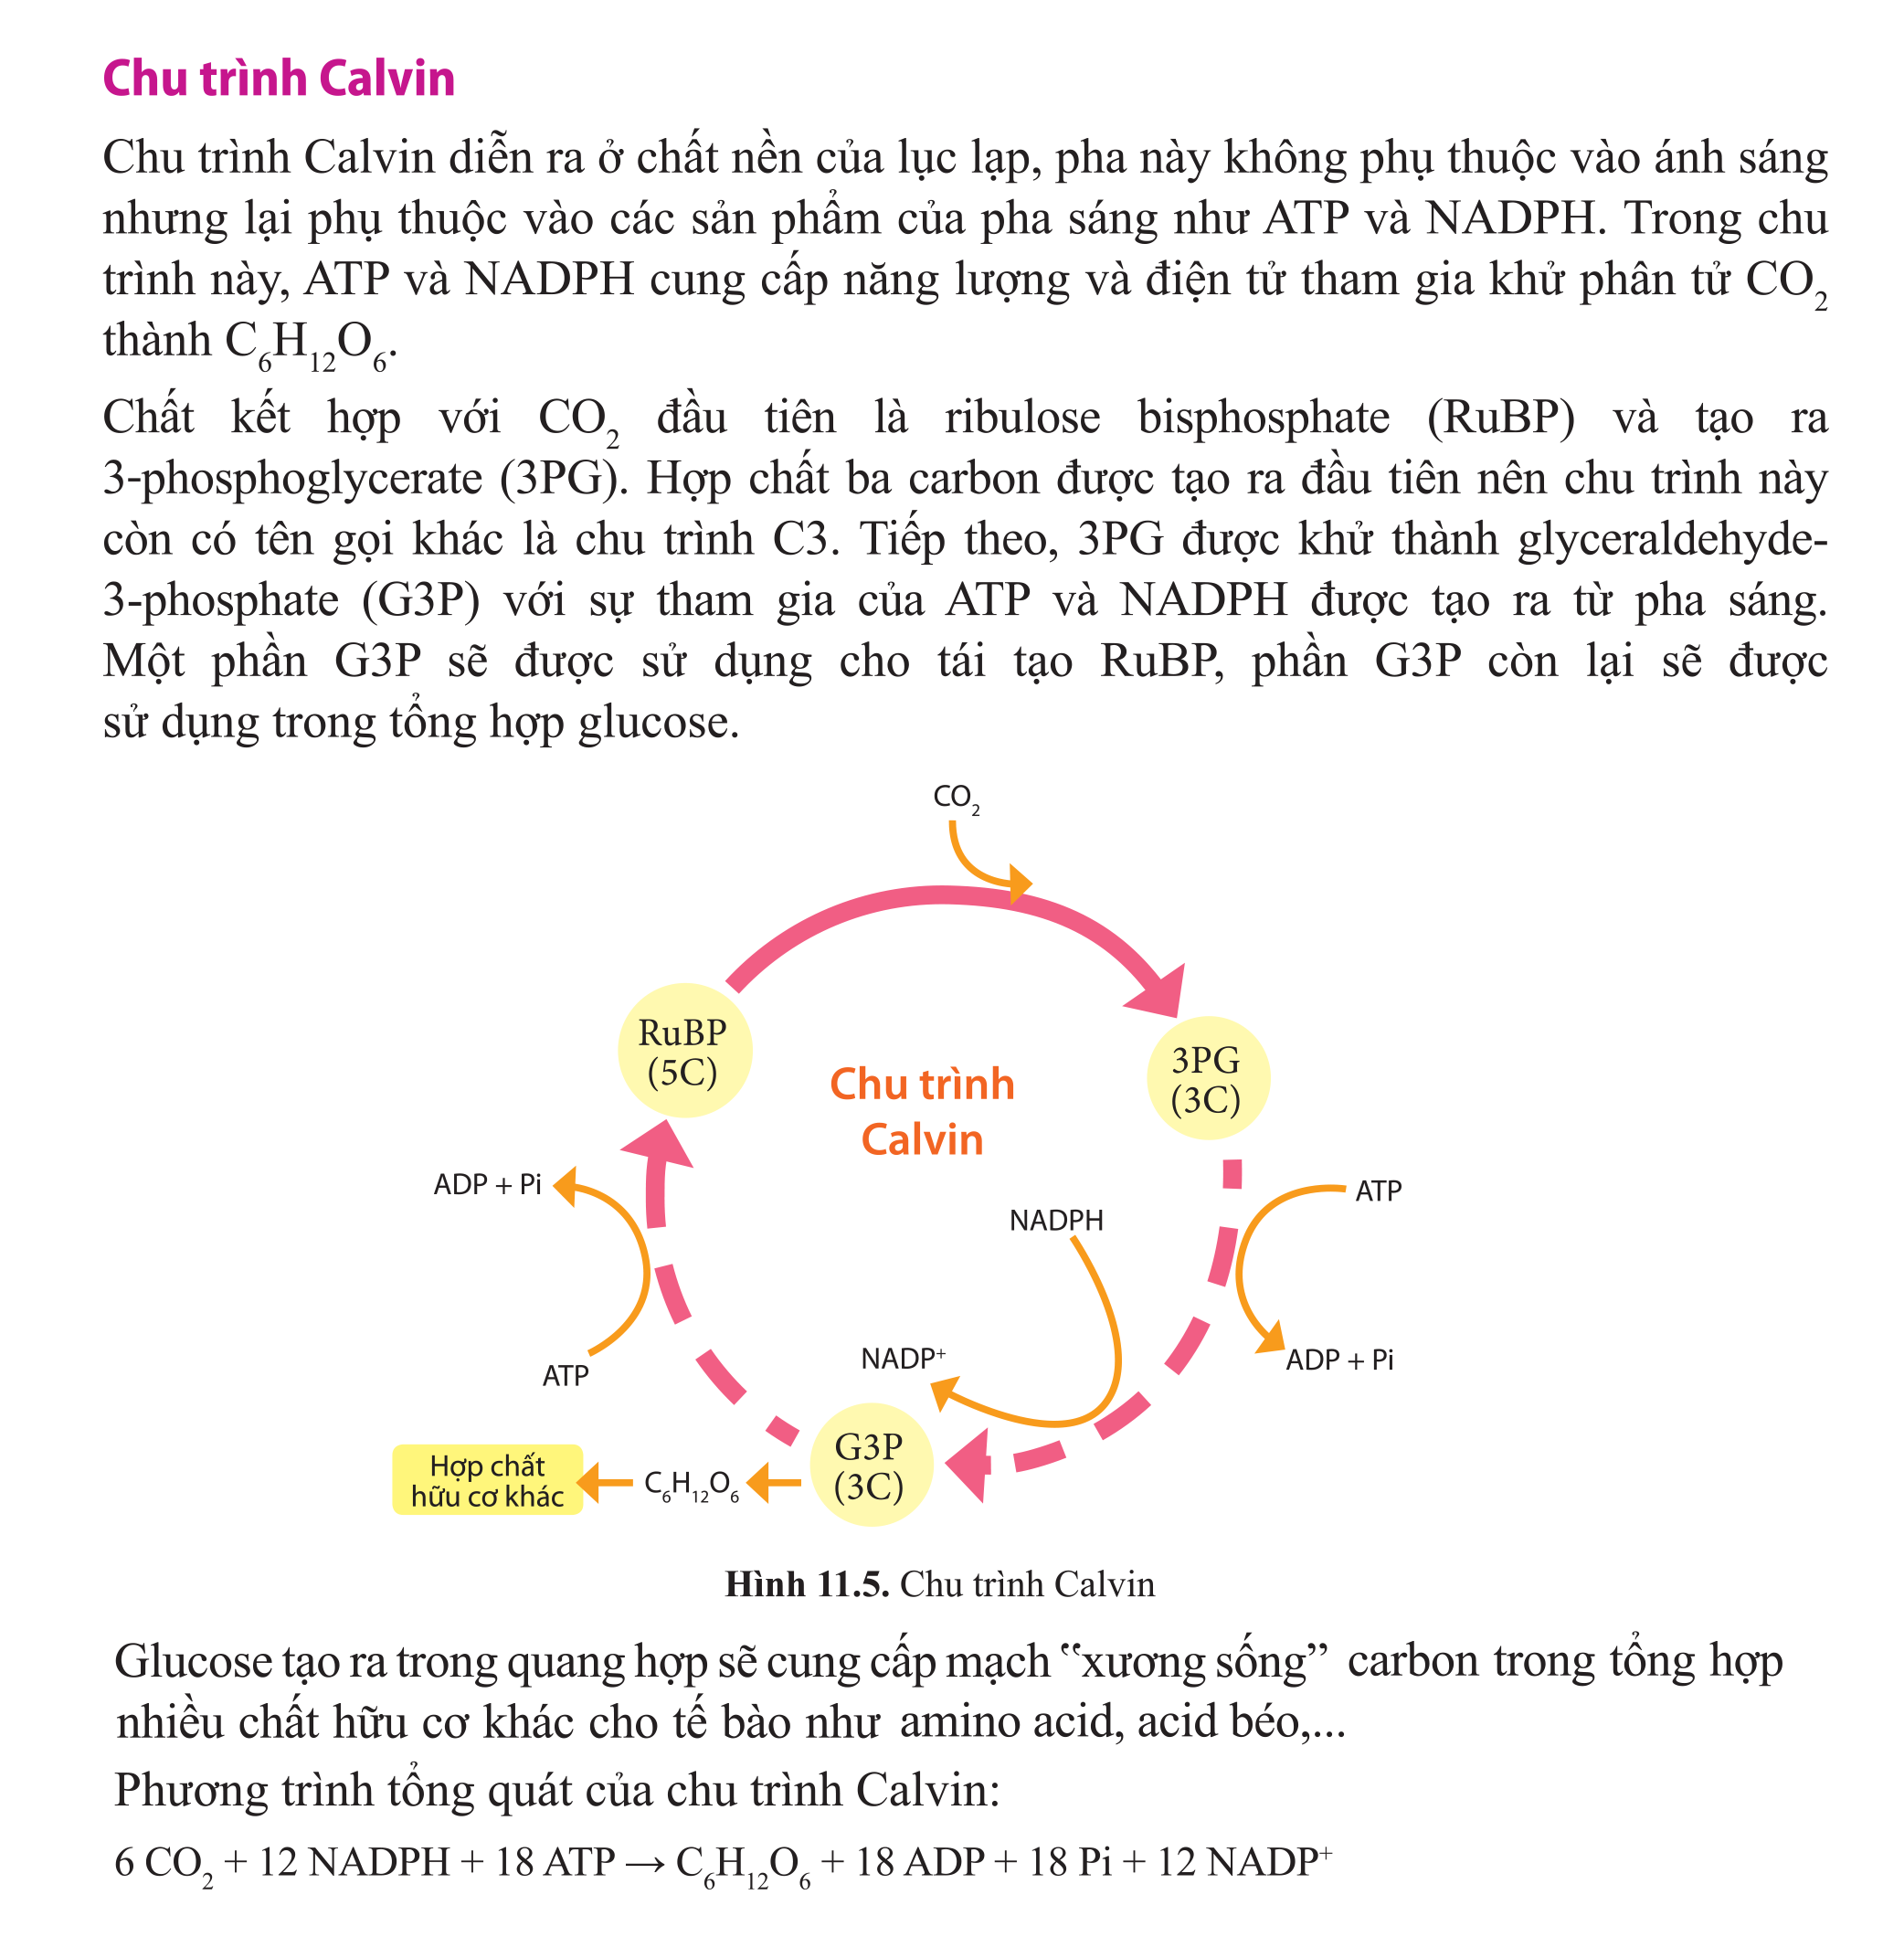 Chu trình Calvin
Chu trình Calvin diễn ra ở chất nền của lục lạp, pha này không phụ thuộc vào ánh sáng
nhưng lại phụ thuộc vào các sản phẩm của pha sáng như ATP và NADPH. Trong chu
trình này, ATP và NADPH cung cấp năng lượng và điện tử tham gia khử phân tử CO₂
thành C₆H₁₂O₆.
Chất kết hợp với CO₂ đầu tiên là ribulose bisphosphate (RuBP) và tạo ra
3-phosphoglycerate (3PG). Hợp chất ba carbon được tạo ra đầu tiên nên chu trình này
còn có tên gọi khác là chu trình C3. Tiếp theo, 3PG được khử thành glyceraldehyde-
3-phosphate (G3P) với sự tham gia của ATP và NADPH được tạo ra từ pha sáng.
Một phần G3P sẽ được sử dụng cho tái tạo RuBP, phần G3P còn lại sẽ được
sử dụng trong tổng hợp glucose.
CO₂
RuBP
(5C)
3PG
(3C)
Chu trình
Calvin
ADP + Pi
ATP
NADPH
NADP⁺
ADP + Pi
ATP
G3P
(3C)
C₆H₁₂O₆
Hợp chất
hữu cơ khác
Hình 11.5. Chu trình Calvin
Glucose tạo ra trong quang hợp sẽ cung cấp mạch “xương sống” carbon trong tổng hợp
nhiều chất hữu cơ khác cho tế bào như amino acid, acid béo,...
Phương trình tổng quát của chu trình Calvin:
6 CO₂ + 12 NADPH + 18 ATP → C₆H₁₂O₆ + 18 ADP + 18 Pi + 12 NADP⁺